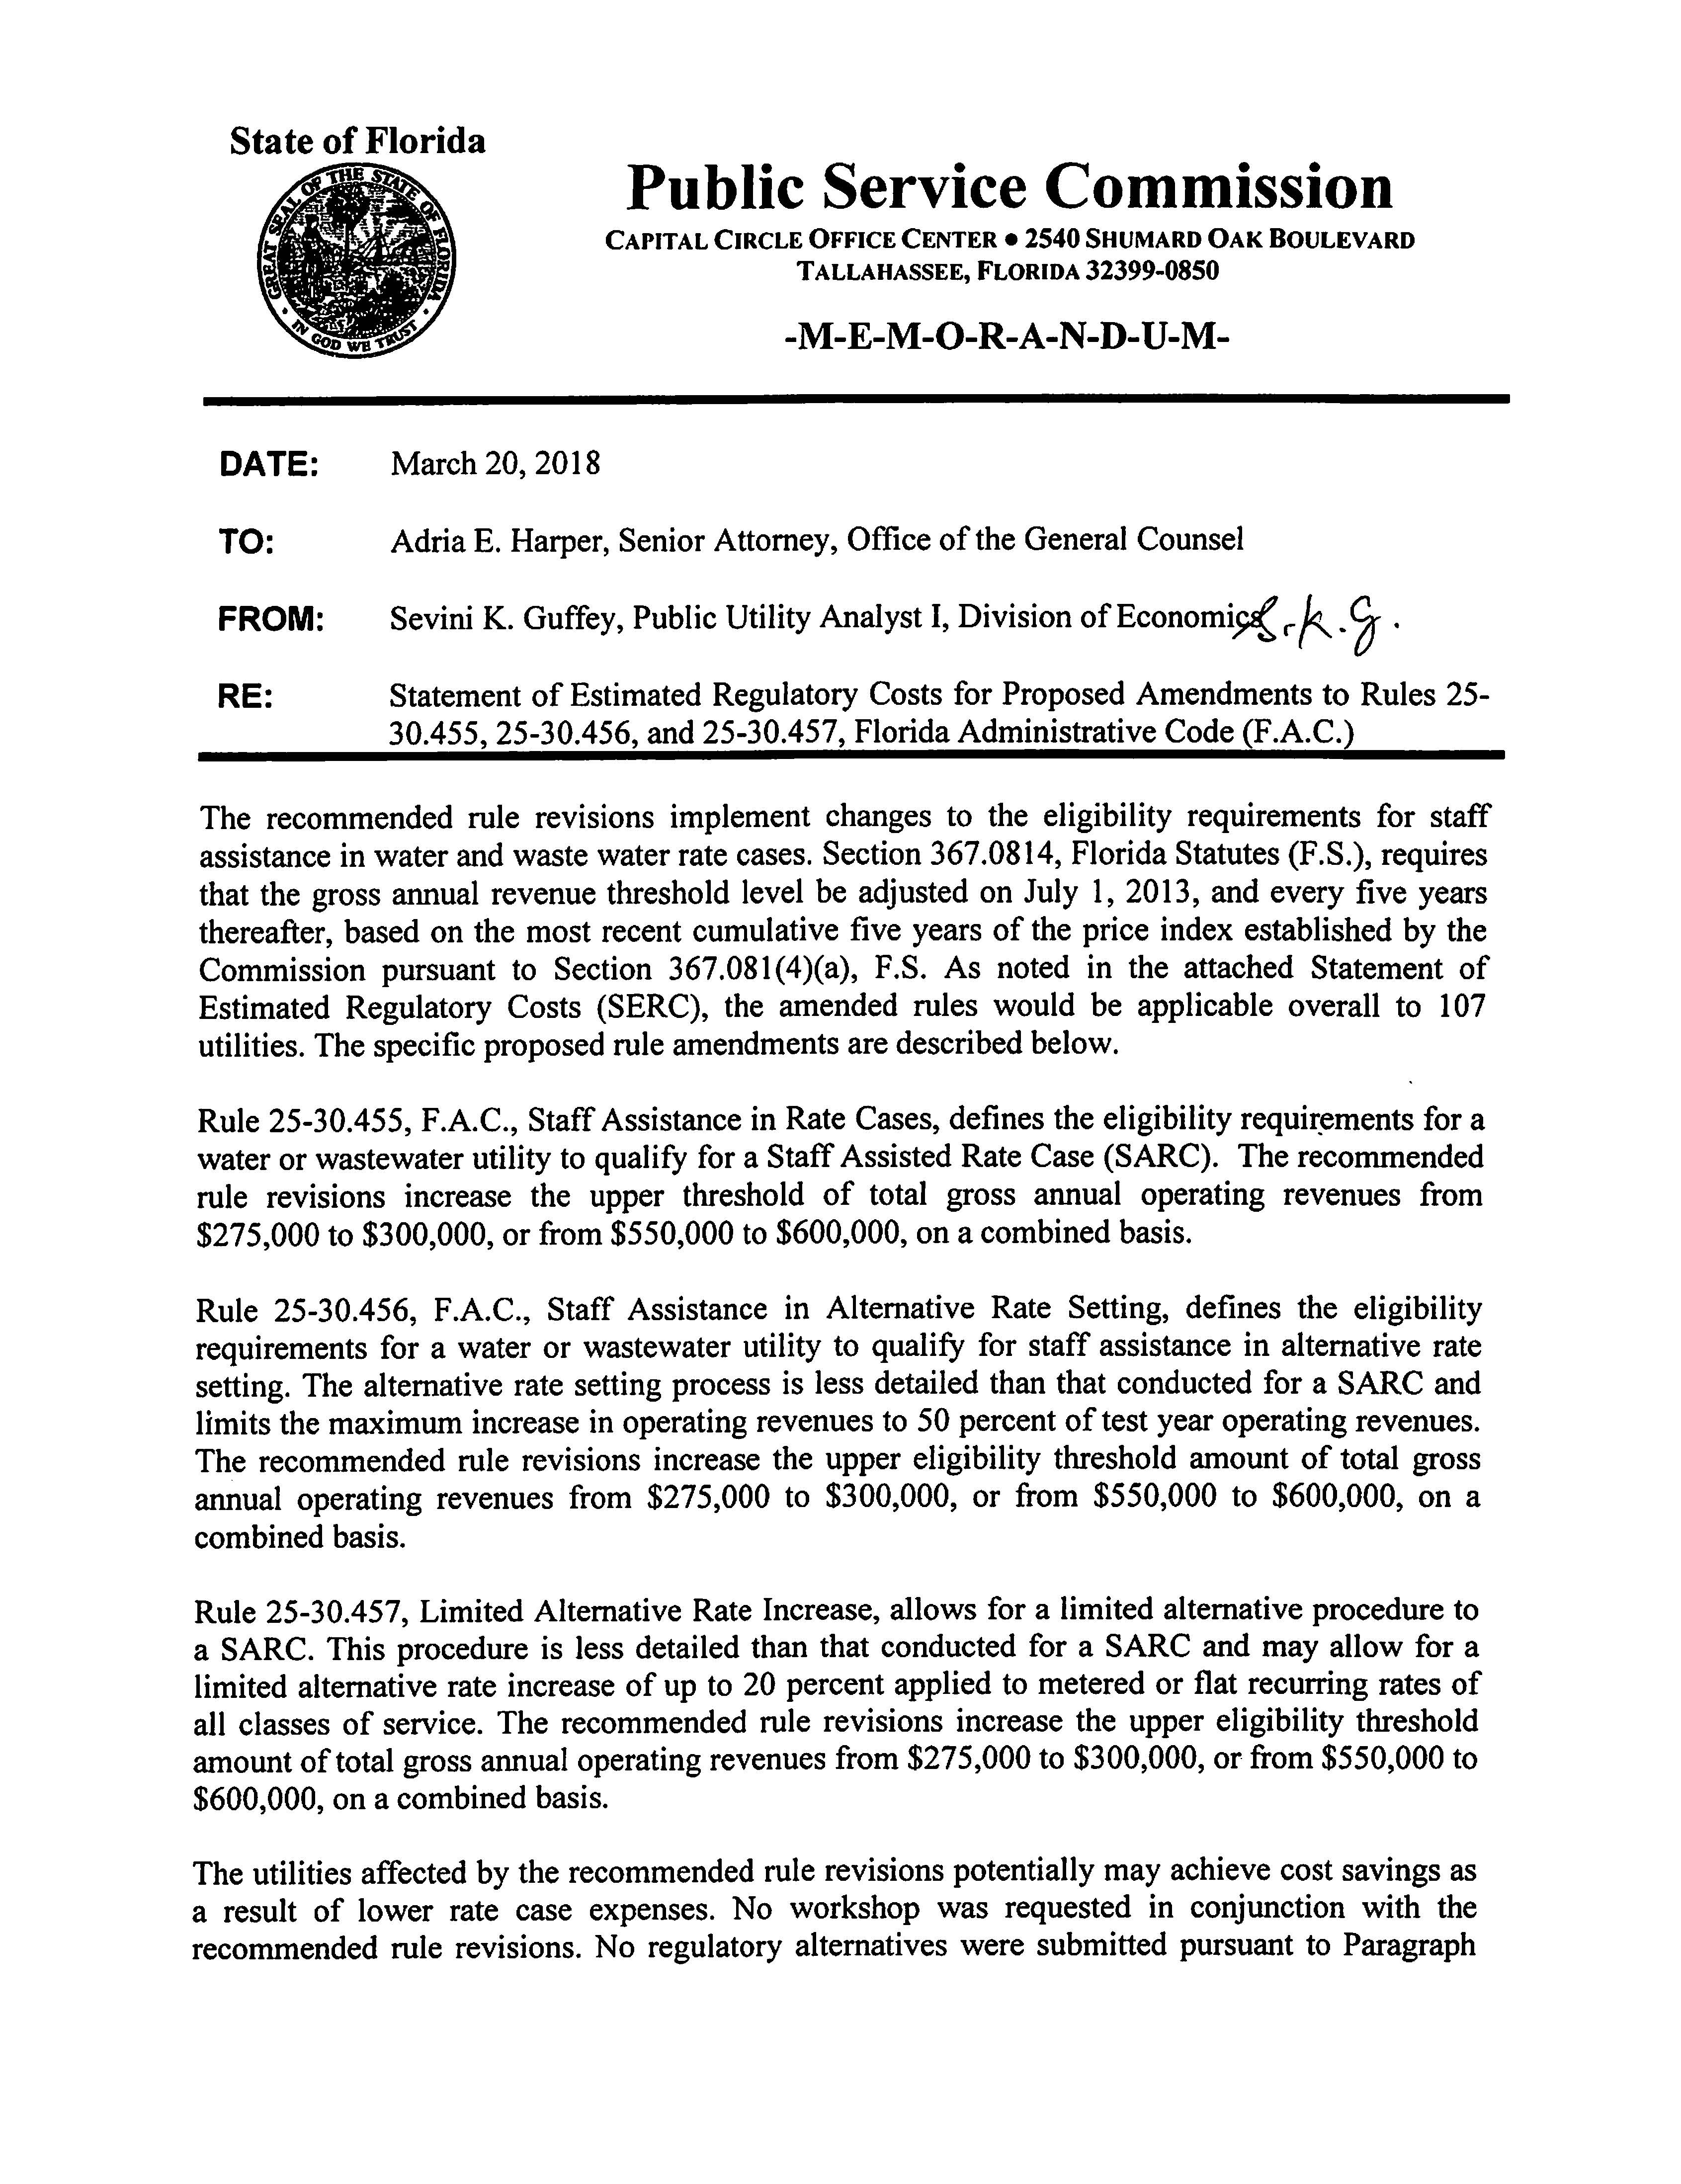 State of Florida
GREAT SEAL OF THE STATE OF FLORIDA
IN GOD WE TRUST
Public Service Commission
CAPITAL CIRCLE OFFICE CENTER ● 2540 SHUMARD OAK BOULEVARD
TALLAHASSEE, FLORIDA 32399-0850
-M-E-M-O-R-A-N-D-U-M-
DATE: March 20, 2018
TO: Adria E. Harper, Senior Attorney, Office of the General Counsel
FROM: Sevini K. Guffey, Public Utility Analyst I, Division of Economics S.K.G.
RE: Statement of Estimated Regulatory Costs for Proposed Amendments to Rules 25-
30.455, 25-30.456, and 25-30.457, Florida Administrative Code (F.A.C.)
The recommended rule revisions implement changes to the eligibility requirements for staff
assistance in water and waste water rate cases. Section 367.0814, Florida Statutes (F.S.), requires
that the gross annual revenue threshold level be adjusted on July 1, 2013, and every five years
thereafter, based on the most recent cumulative five years of the price index established by the
Commission pursuant to Section 367.081(4)(a), F.S. As noted in the attached Statement of
Estimated Regulatory Costs (SERC), the amended rules would be applicable overall to 107
utilities. The specific proposed rule amendments are described below.
Rule 25-30.455, F.A.C., Staff Assistance in Rate Cases, defines the eligibility requirements for a
water or wastewater utility to qualify for a Staff Assisted Rate Case (SARC). The recommended
rule revisions increase the upper threshold of total gross annual operating revenues from
$275,000 to $300,000, or from $550,000 to $600,000, on a combined basis.
Rule 25-30.456, F.A.C., Staff Assistance in Alternative Rate Setting, defines the eligibility
requirements for a water or wastewater utility to qualify for staff assistance in alternative rate
setting. The alternative rate setting process is less detailed than that conducted for a SARC and
limits the maximum increase in operating revenues to 50 percent of test year operating revenues.
The recommended rule revisions increase the upper eligibility threshold amount of total gross
annual operating revenues from $275,000 to $300,000, or from $550,000 to $600,000, on a
combined basis.
Rule 25-30.457, Limited Alternative Rate Increase, allows for a limited alternative procedure to
a SARC. This procedure is less detailed than that conducted for a SARC and may allow for a
limited alternative rate increase of up to 20 percent applied to metered or flat recurring rates of
all classes of service. The recommended rule revisions increase the upper eligibility threshold
amount of total gross annual operating revenues from $275,000 to $300,000, or from $550,000 to
$600,000, on a combined basis.
The utilities affected by the recommended rule revisions potentially may achieve cost savings as
a result of lower rate case expenses. No workshop was requested in conjunction with the
recommended rule revisions. No regulatory alternatives were submitted pursuant to Paragraph